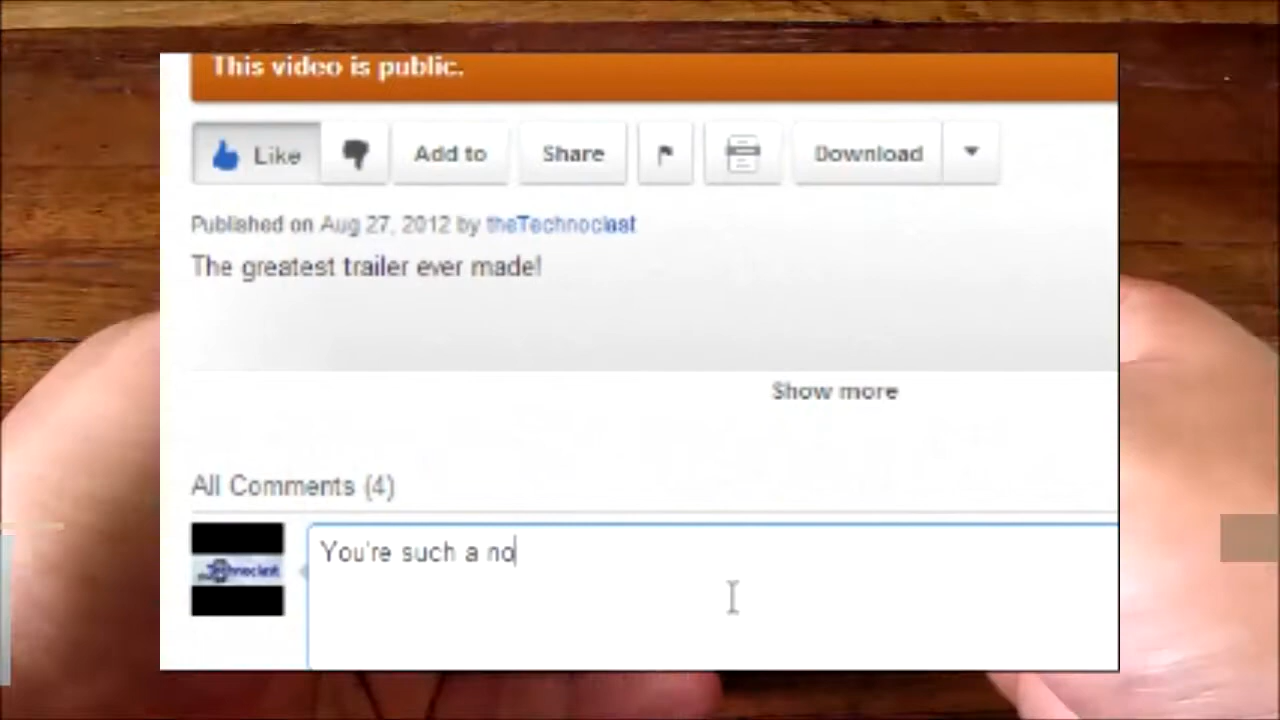 This video is public.
Like
Add to
Share
Download
Published on Aug 27, 2012 by theTechnoclast
The greatest trailer ever made!
Show more
All Comments (4)
You're such a no